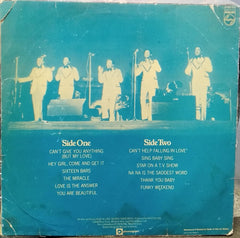 PHILIPS
Side One
CAN'T GIVE YOU ANYTHING
(BUT MY LOVE)
HEY GIRL, COME AND GET IT
SIXTEEN BARS
THE MIRACLE
LOVE IS THE ANSWER
YOU ARE BEAUTIFUL
Side Two
CAN'T HELP FALLING IN LOVE
SING BABY SING
STAR ON A T.V. SHOW
NA NA IS THE SADDEST WORD
THANK YOU BABY
FUNKY WEEKEND